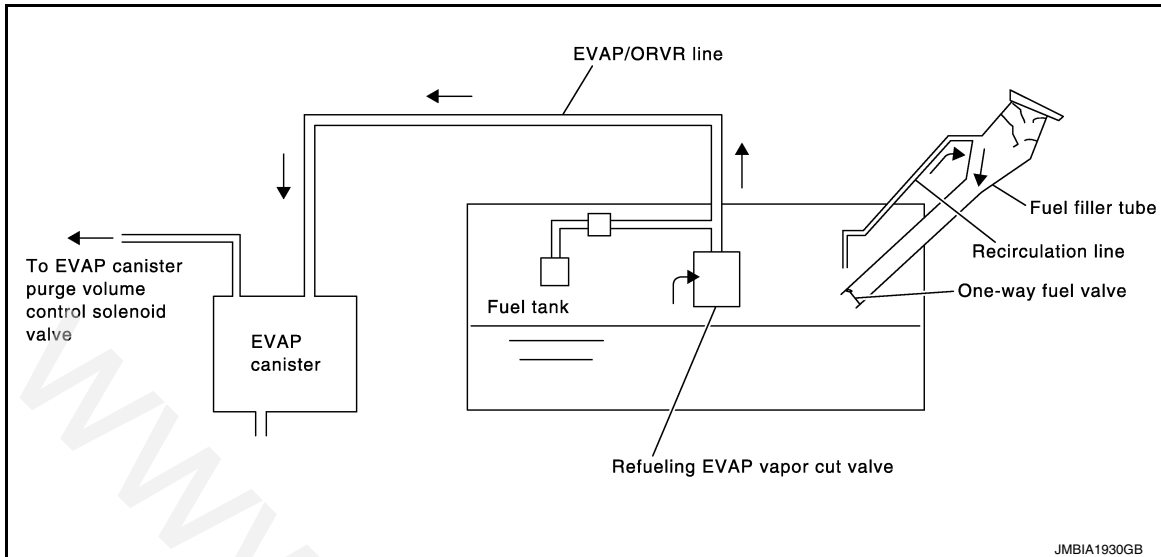 EVAP/ORVR line
Fuel filler tube
Recirculation line
One-way fuel valve
To EVAP canister
purge volume
control solenoid
valve
Fuel tank
EVAP
canister
Refueling EVAP vapor cut valve
JMBIA1930GB
www